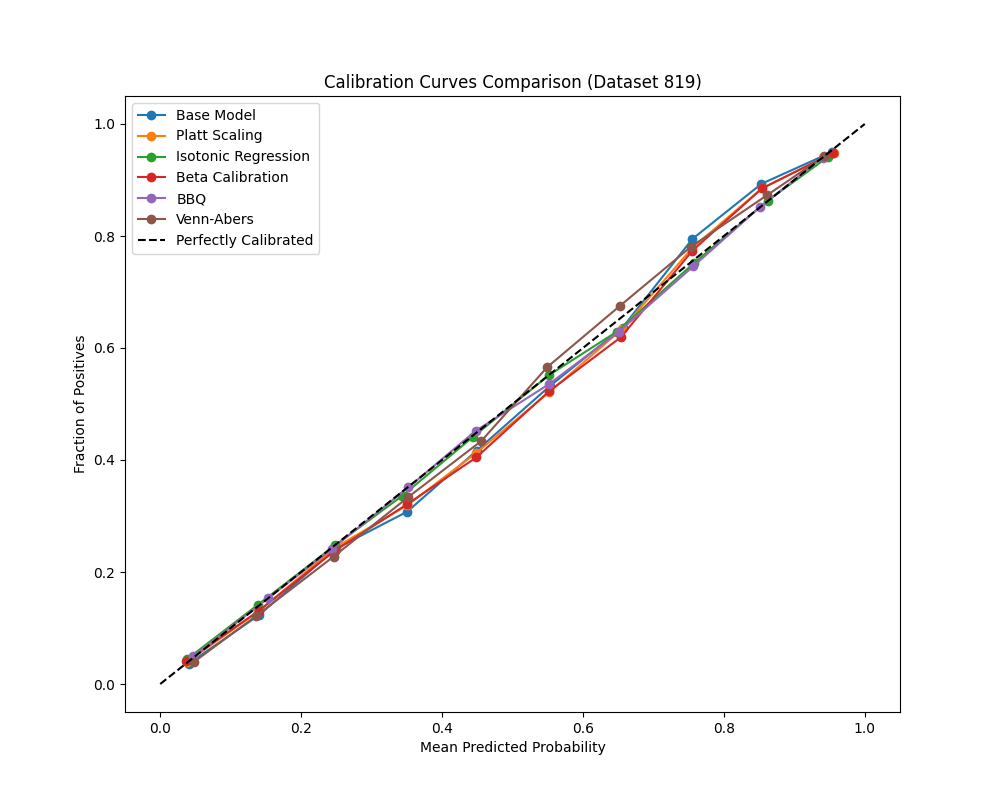 Calibration Curves Comparison (Dataset 819)
Base Model
Platt Scaling
Isotonic Regression
Beta Calibration
BBQ
Venn-Abers
Perfectly Calibrated
Fraction of Positives
1.0
0.8
0.6
0.4
0.2
0.0
0.0 0.2 0.4 0.6 0.8 1.0
Mean Predicted Probability